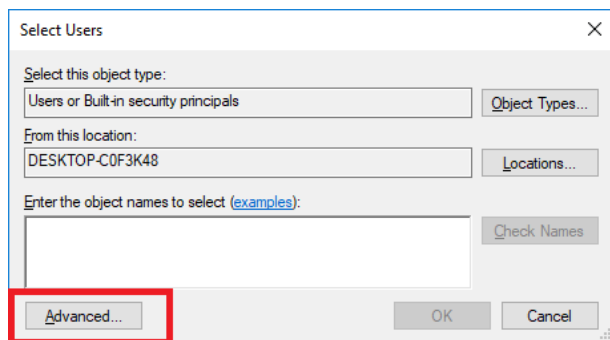 Select Users
Select this object type:
Users or Built-in security principals
Object Types...
From this location:
DESKTOP-C0F3K48
Locations...
Enter the object names to select (examples):
Check Names
Advanced...
OK
Cancel